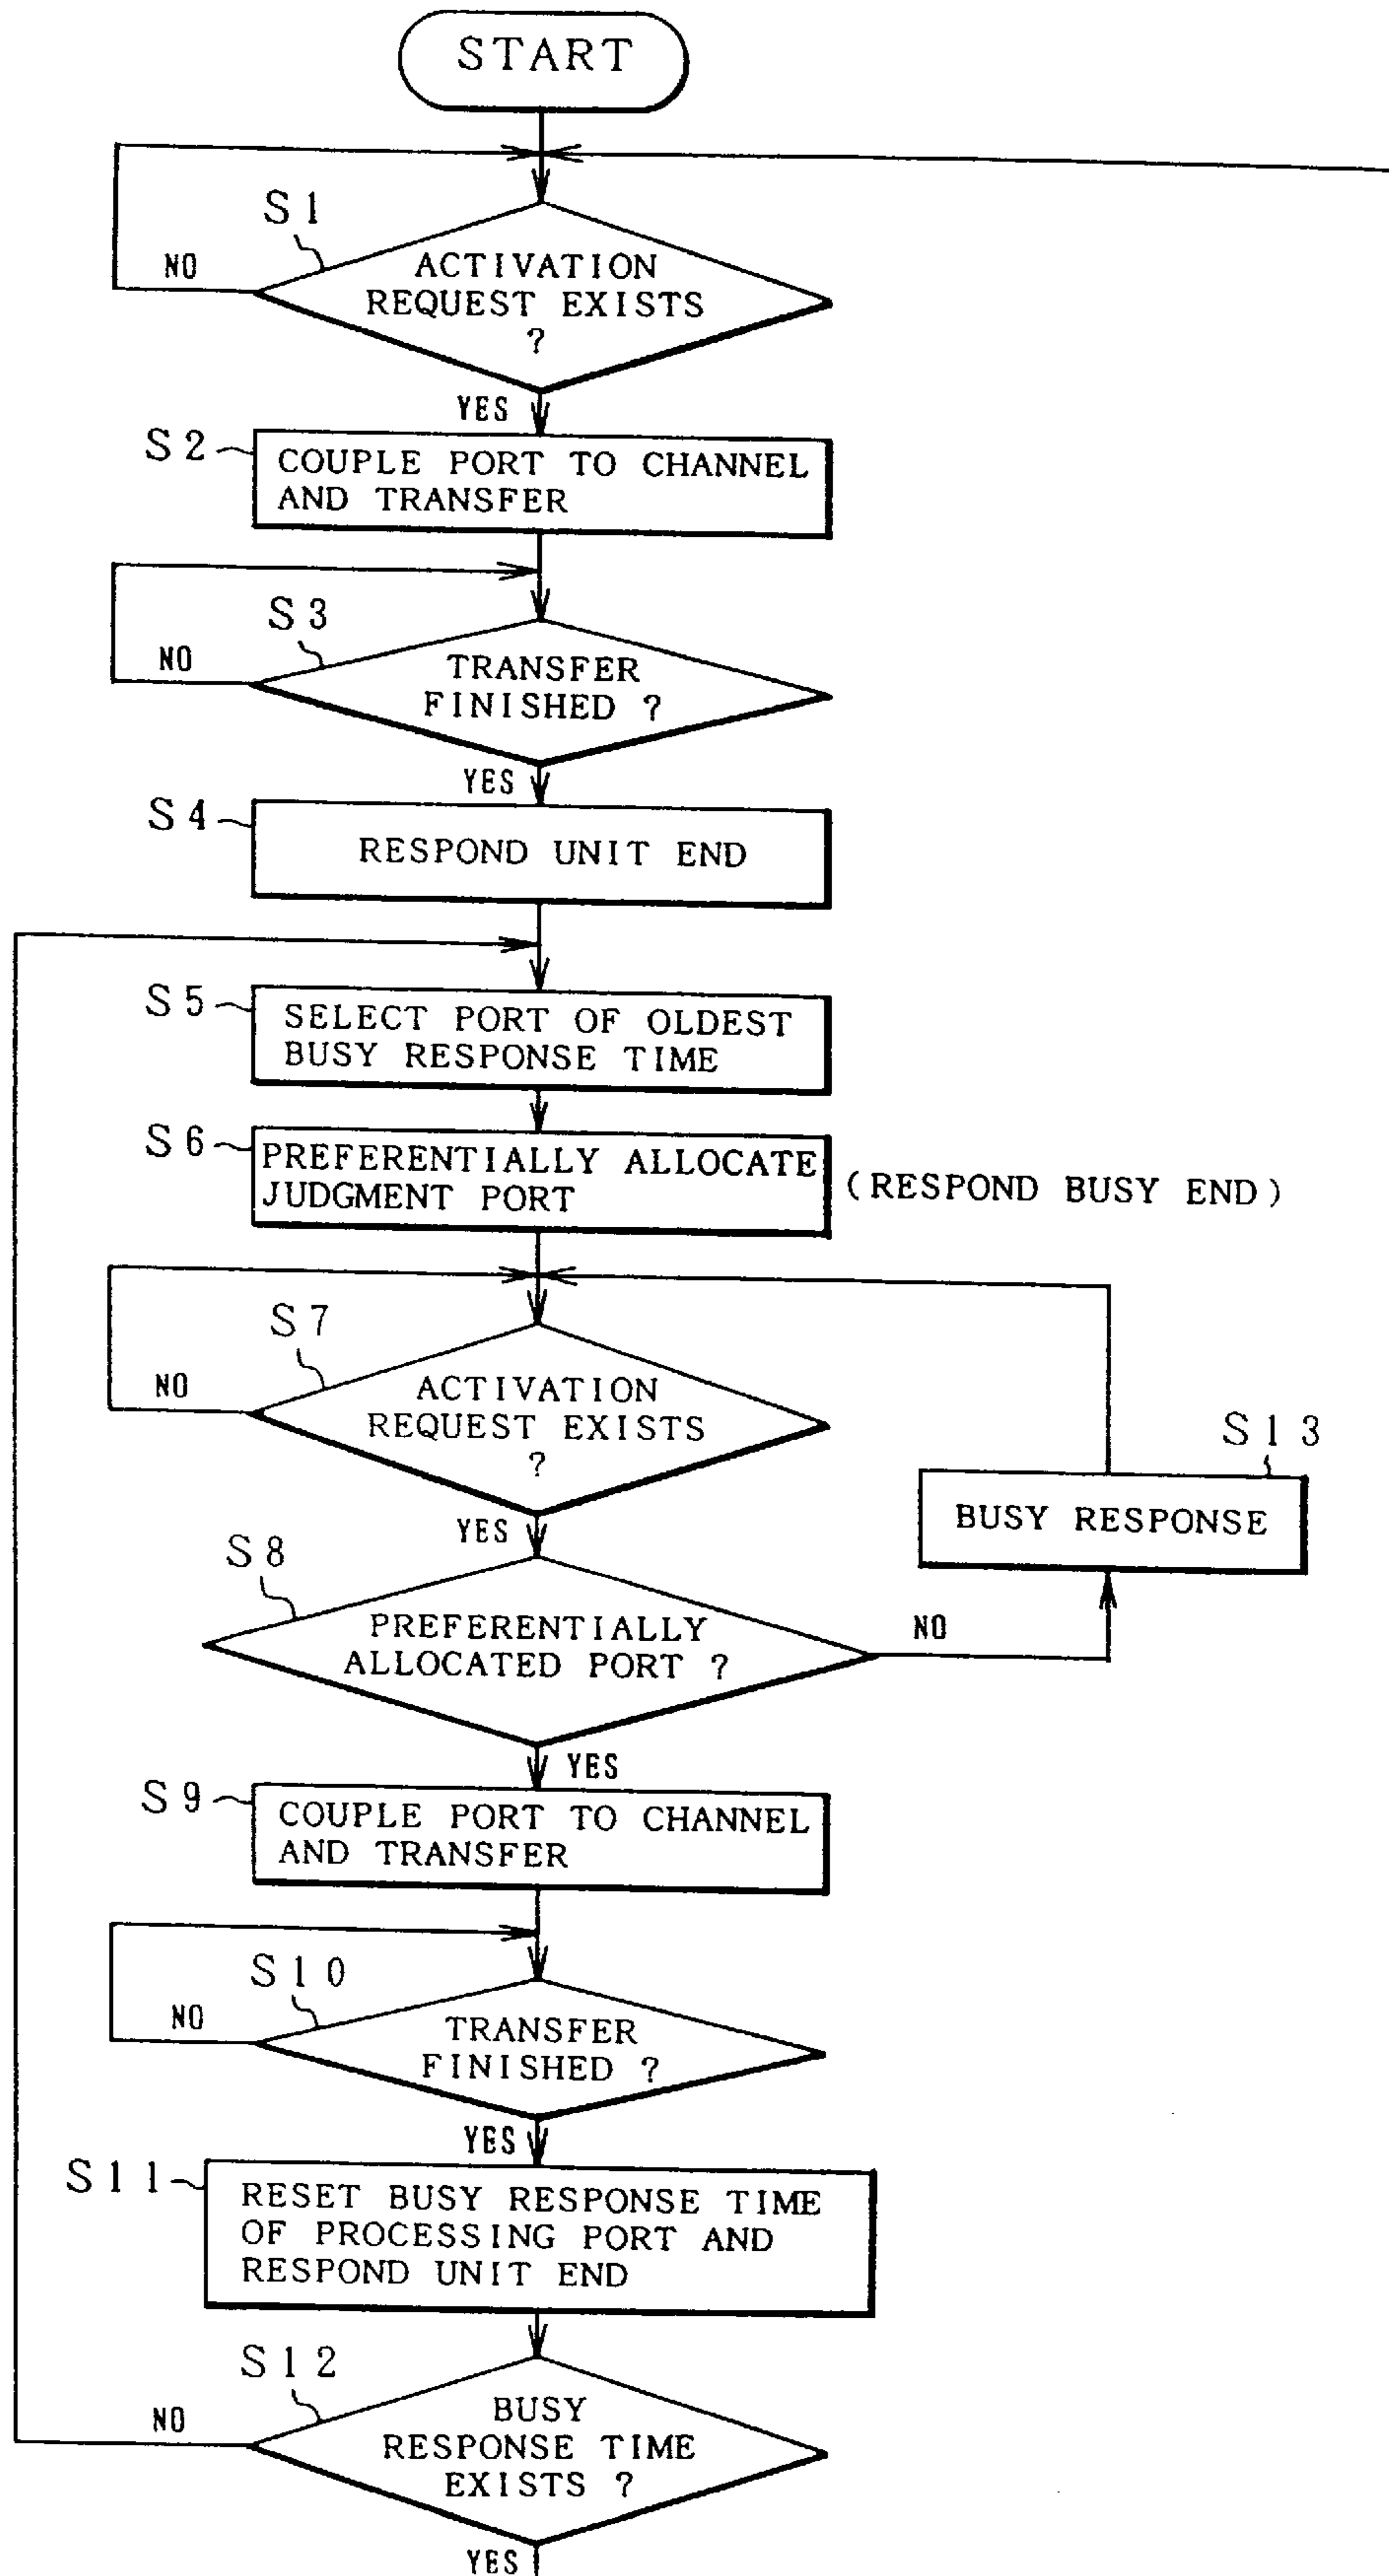 START
S1
ACTIVATION
REQUEST EXISTS
?
NO
YES
S2
COUPLE PORT TO CHANNEL
AND TRANSFER
S3
TRANSFER
FINISHED ?
NO
YES
S4
RESPOND UNIT END
S5
SELECT PORT OF OLDEST
BUSY RESPONSE TIME
S6
PREFERENTIALLY ALLOCATE
JUDGMENT PORT
(RESPOND BUSY END)
S7
ACTIVATION
REQUEST EXISTS
?
NO
YES
S13
BUSY RESPONSE
S8
PREFERENTIALLY
ALLOCATED PORT ?
NO
YES
S9
COUPLE PORT TO CHANNEL
AND TRANSFER
S10
TRANSFER
FINISHED ?
NO
YES
S11
RESET BUSY RESPONSE TIME
OF PROCESSING PORT AND
RESPOND UNIT END
S12
BUSY
RESPONSE TIME
EXISTS ?
NO
YES